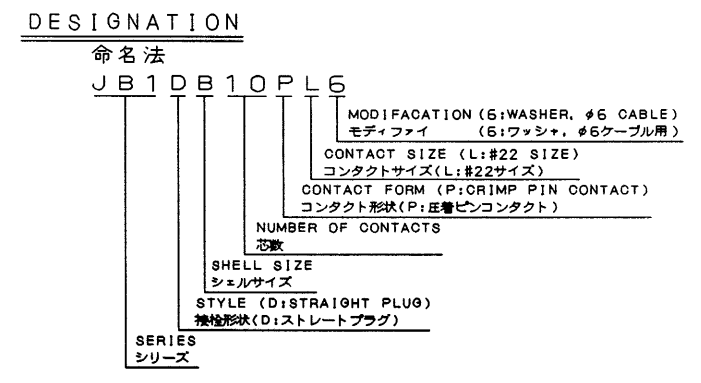 DESIGNATION
命名法
JB1DB10PL6
MODIFACATION (6:WASHER, φ6 CABLE)
モディファイ (6:ワッシャ, φ6ケーブル用)
CONTACT SIZE (L:#22 SIZE)
コンタクトサイズ(L:#22サイズ)
CONTACT FORM (P:CRIMP PIN CONTACT)
コンタクト形状(P:圧着ピンコンタクト)
NUMBER OF CONTACTS
芯数
SHELL SIZE
シェルサイズ
STYLE (D:STRAIGHT PLUG)
接栓形状(D:ストレートプラグ)
SERIES
シリーズ